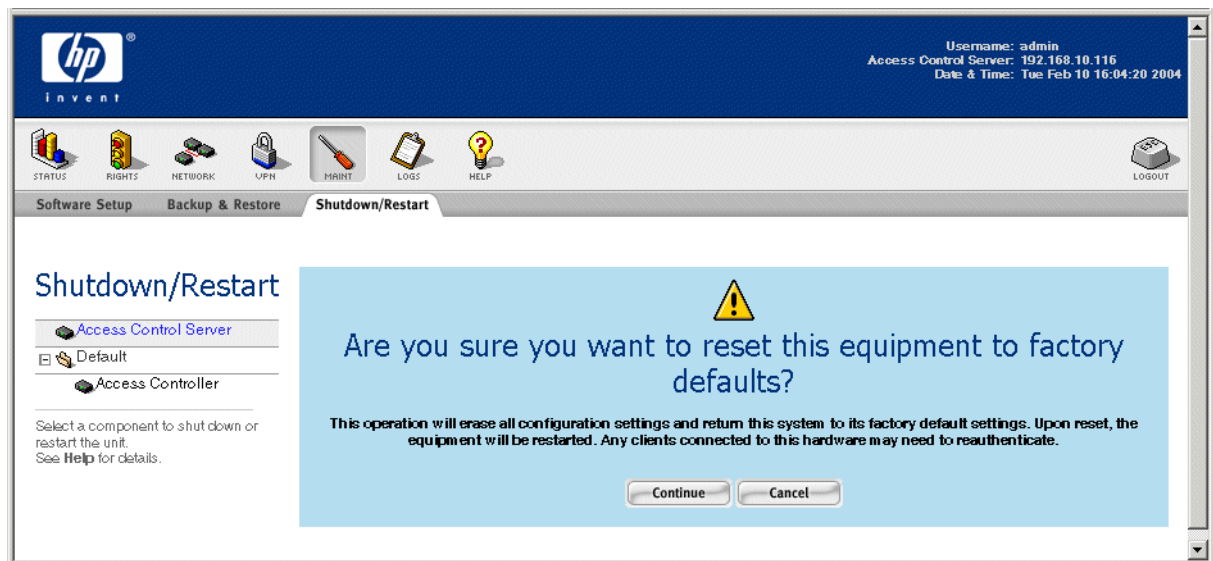 hp ®
invent
Username: admin
Access Control Server: 192.168.10.116
Date & Time: Tue Feb 10 16:04:20 2004
STATUS RIGHTS NETWORK VPN MAINT LOGS HELP LOGOUT
Software Setup Backup & Restore Shutdown/Restart
Shutdown/Restart
Access Control Server
Default
Access Controller
Select a component to shut down or
restart the unit.
See Help for details.
Are you sure you want to reset this equipment to factory
defaults?
This operation will erase all configuration settings and return this system to its factory default settings. Upon reset, the
equipment will be restarted. Any clients connected to this hardware may need to reauthenticate.
Continue Cancel